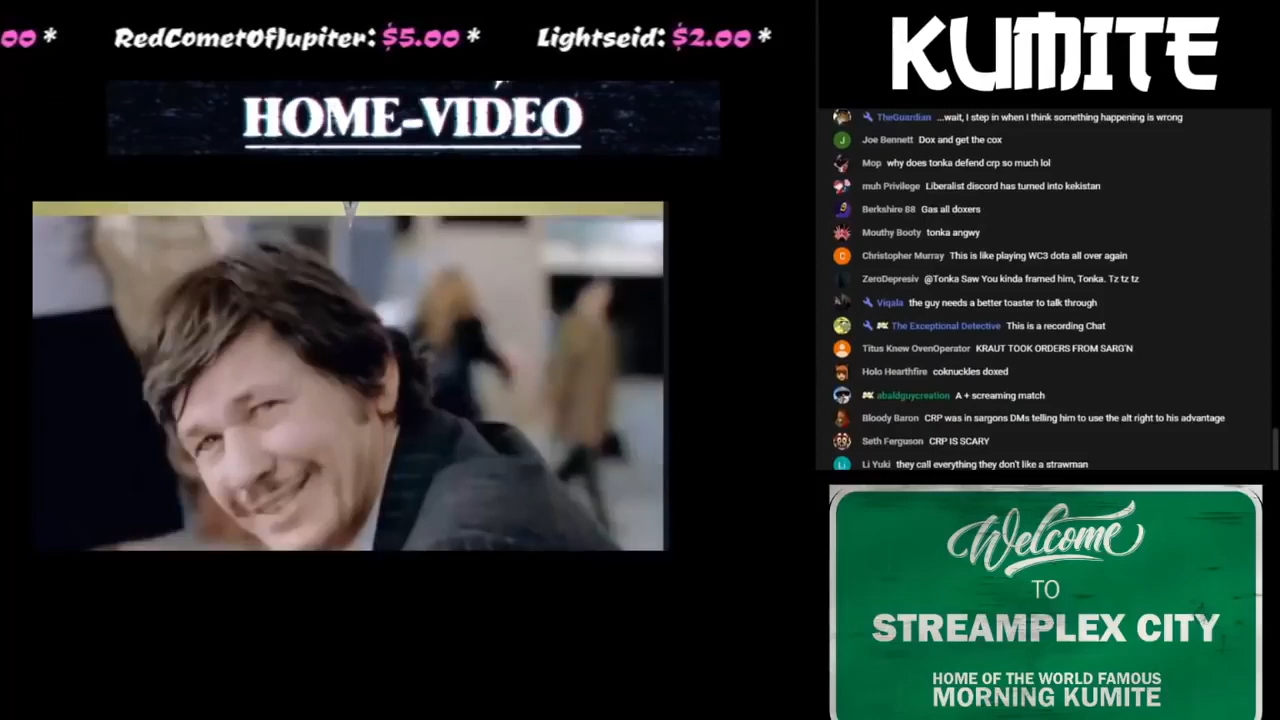 00 * RedCometOfJupiter: $5.00 * Lightseid: $2.00 *
HOME-VIDEO
KUMITE
TheGuardian ...wait, I step in when I think something happening is wrong
Joe Bennett Dox and get the cox
Mop why does tonka defend crp so much lol
muh Privilege Liberalist discord has turned into kekistan
Berkshire 88 Gas all doxers
Mouthy Booty tonka angwy
Christopher Murray This is like playing WC3 dota all over again
ZeroDepresiv @Tonka Saw You kinda framed him, Tonka. Tz tz tz
Viqala the guy needs a better toaster to talk through
The Exceptional Detective This is a recording Chat
Titus Knew OvenOperator KRAUT TOOK ORDERS FROM SARG'N
Holo Hearthfire coknuckles doxed
abaldguycreation A + screaming match
Bloody Baron CRP was in sargons DMs telling him to use the alt right to his advantage
Seth Ferguson CRP IS SCARY
Li Yuki they call everything they don't like a strawman
Welcome
TO
STREAMPLEX CITY
HOME OF THE WORLD FAMOUS
MORNING KUMITE